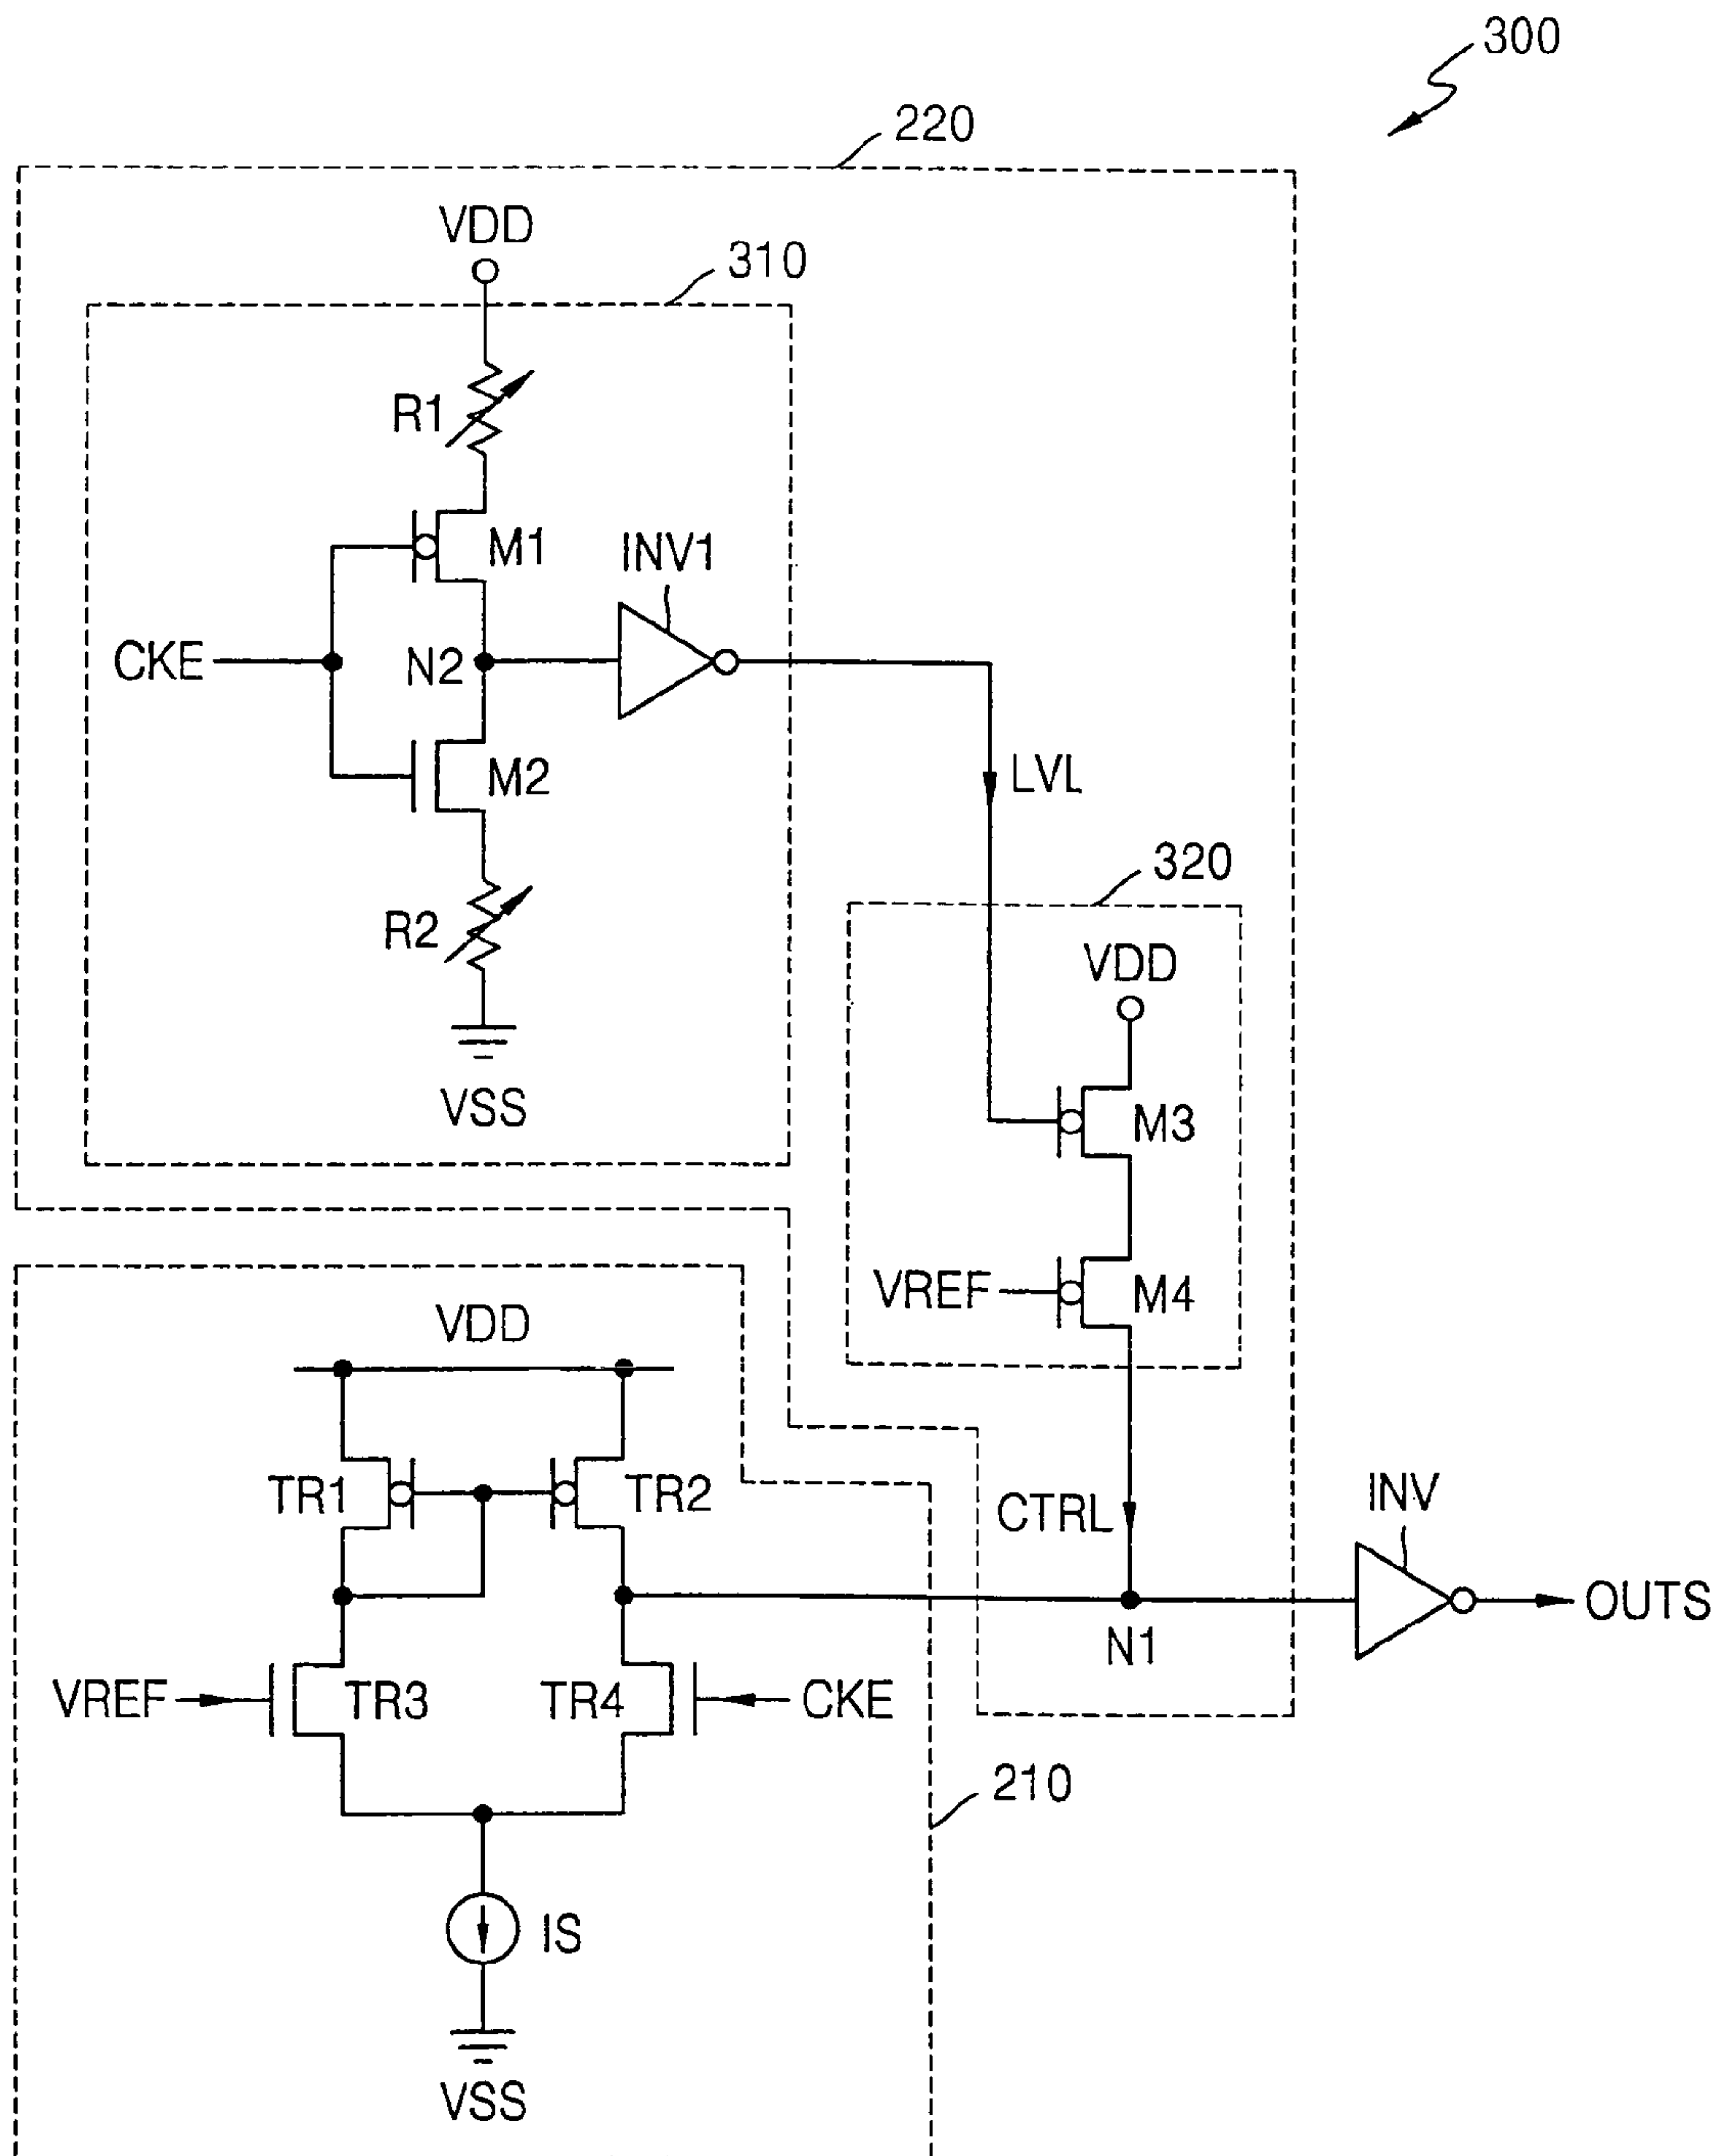 300
220
VDD
310
R1
M1
INV1
CKE
N2
M2
LVL
320
R2
VDD
VSS
M3
VREF
M4
VDD
TR1
TR2
CTRL
INV
OUTS
N1
VREF
TR3
TR4
CKE
210
IS
VSS